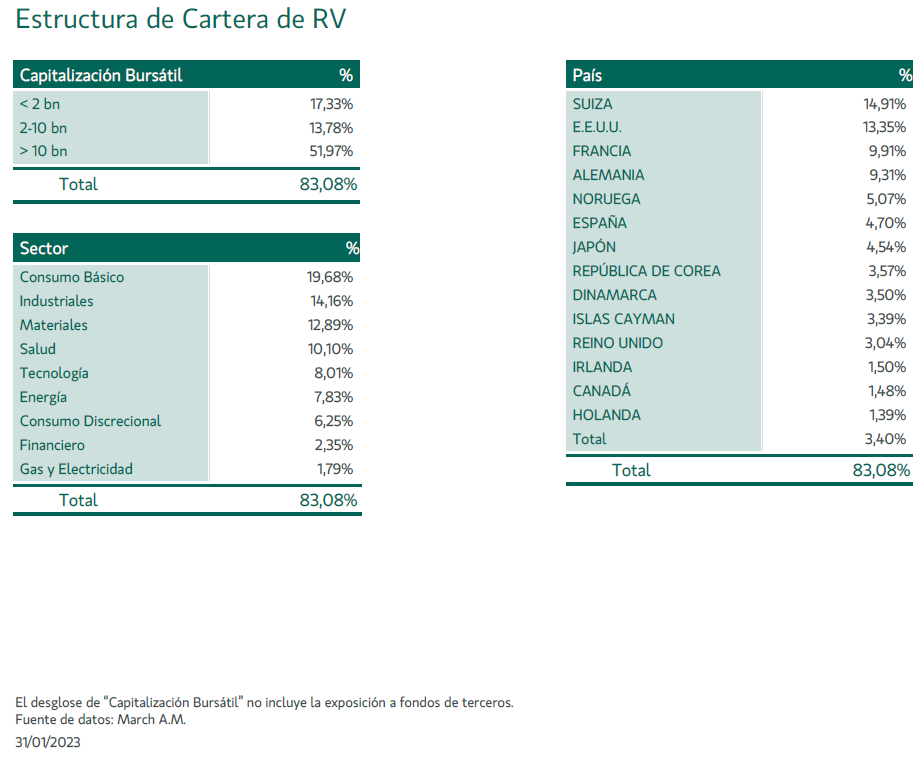 Estructura de Cartera de RV
Capitalización Bursátil %
< 2 bn 17,33%
2-10 bn 13,78%
> 10 bn 51,97%
Total 83,08%
Sector %
Consumo Básico 19,68%
Industriales 14,16%
Materiales 12,89%
Salud 10,10%
Tecnología 8,01%
Energía 7,83%
Consumo Discrecional 6,25%
Financiero 2,35%
Gas y Electricidad 1,79%
Total 83,08%
País %
SUIZA 14,91%
E.E.U.U. 13,35%
FRANCIA 9,91%
ALEMANIA 9,31%
NORUEGA 5,07%
ESPAÑA 4,70%
JAPÓN 4,54%
REPÚBLICA DE COREA 3,57%
DINAMARCA 3,50%
ISLAS CAYMAN 3,39%
REINO UNIDO 3,04%
IRLANDA 1,50%
CANADÁ 1,48%
HOLANDA 1,39%
Total 3,40%
Total 83,08%
El desglose de “Capitalización Bursátil” no incluye la exposición a fondos de terceros.
Fuente de datos: March A.M.
31/01/2023